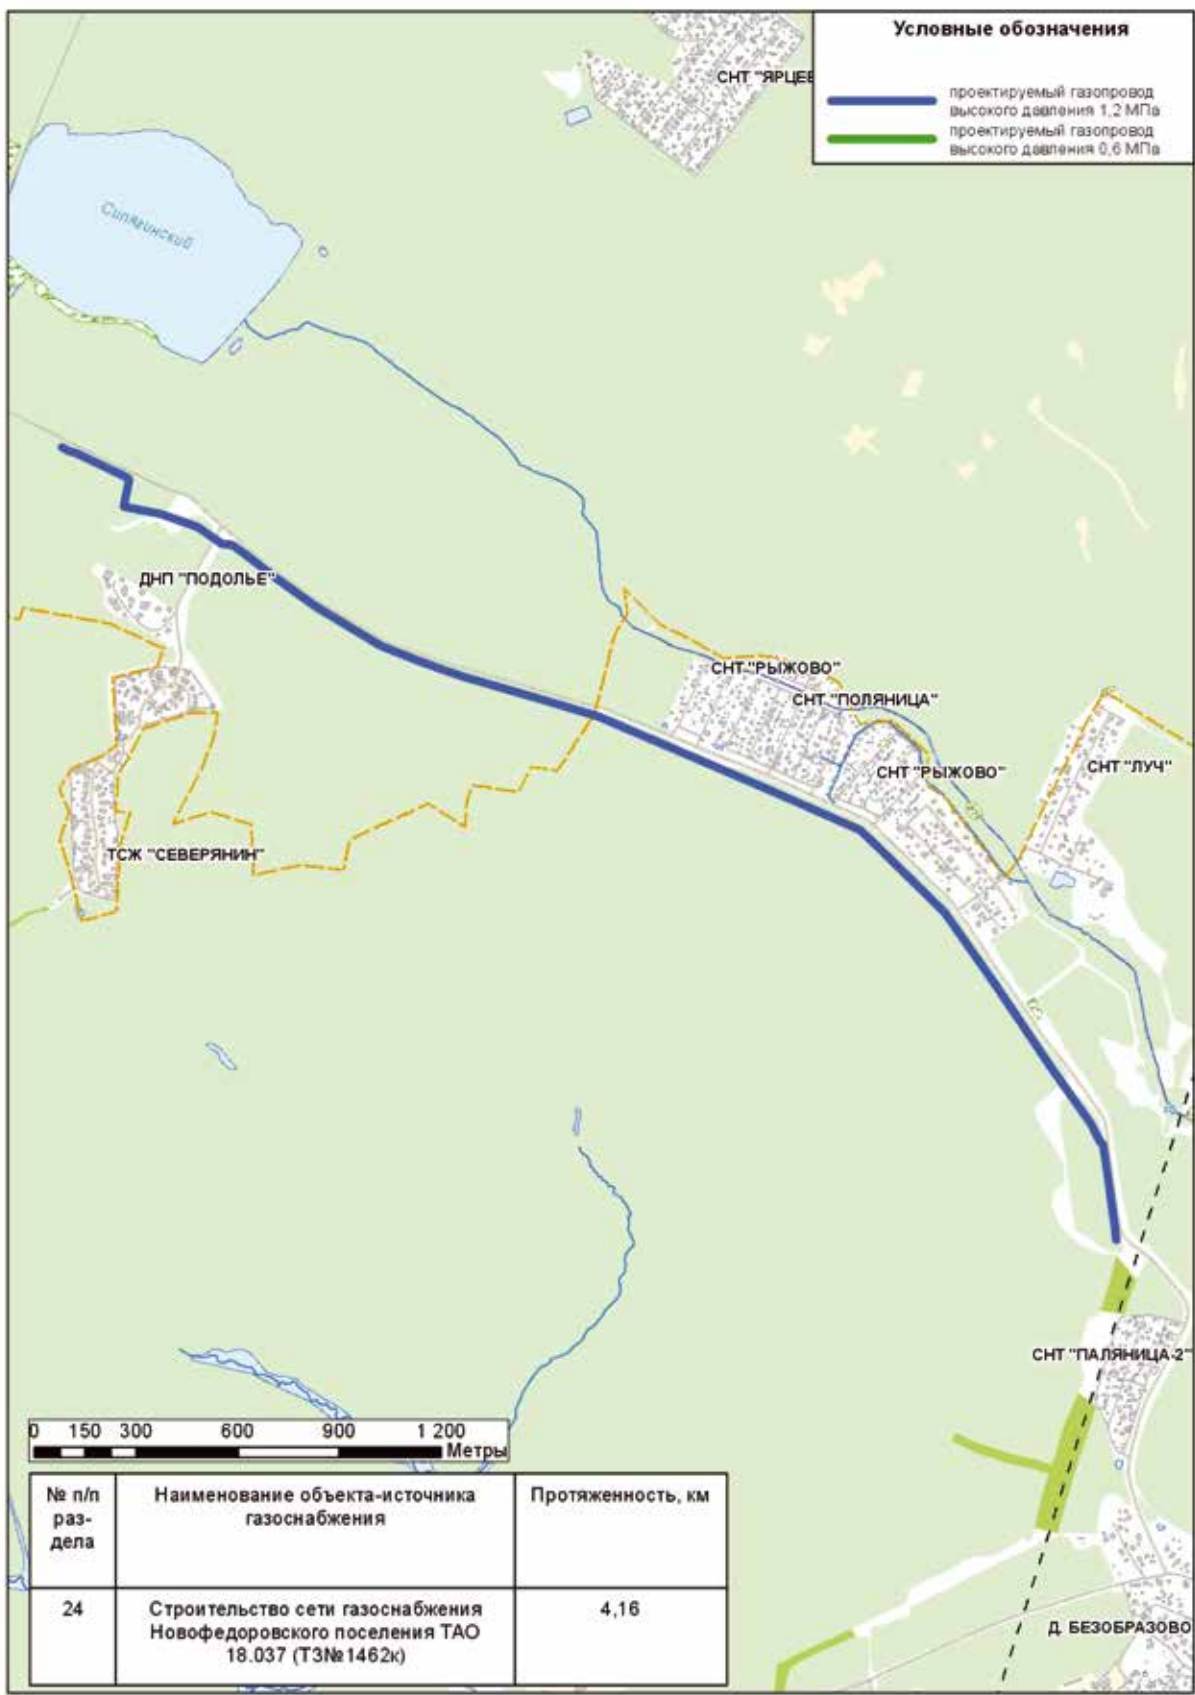 Условные обозначения
проектируемый газопровод
высокого давления 1,2 МПа
проектируемый газопровод
высокого давления 0,6 МПа
СНТ "ЯРЦЕВ
Сипягинский
ДНП "ПОДОЛЬЕ"
СНТ "РЫЖОВО"
СНТ "ПОЛЯНИЦА"
СНТ "РЫЖОВО"
СНТ "ЛУЧ"
ТСЖ "СЕВЕРЯНИН"
СНТ "ПАЛЯНИЦА-2"
0 150 300 600 900 1 200
Метры
№ п/п
раз-
дела
Наименование объекта-источника
газоснабжения
Протяженность, км
24
Строительство сети газоснабжения
Новофедоровского поселения ТАО
18.037 (ТЗ№1462к)
4,16
Д. БЕЗОБРАЗОВО